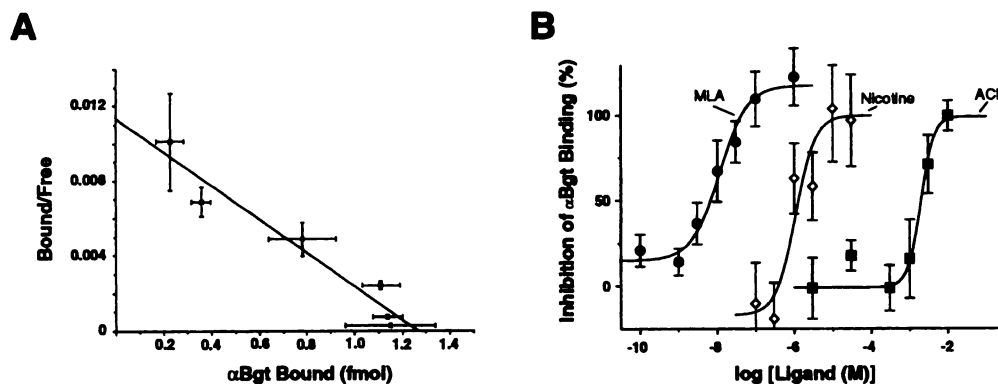 A
Bound/Free
0.012
0.008
0.004
0
0.2 0.4 0.6 0.8 1.0 1.2 1.4
αBgt Bound (fmol)
B
Inhibition of αBgt Binding (%)
100
50
0
MLA
Nicotine
-10 -8 -6 -4 -2
log [Ligand (M)]